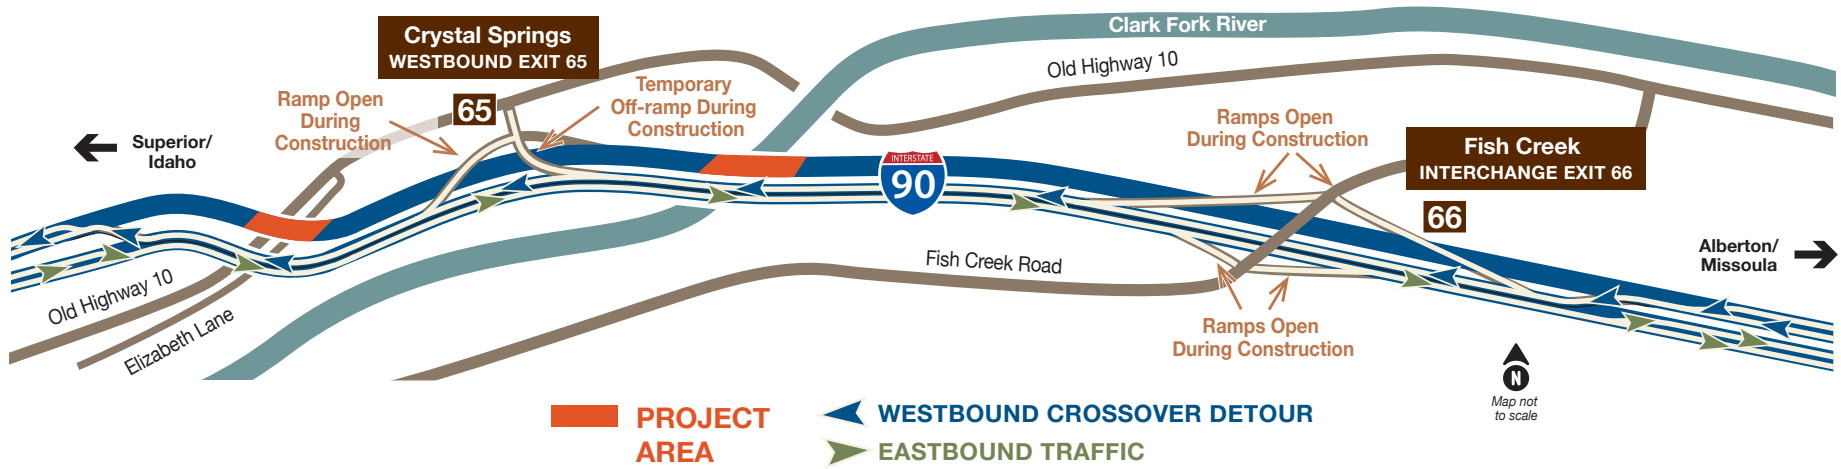 Clark Fork River
Crystal Springs
WESTBOUND EXIT 65
Old Highway 10
Temporary
Off-ramp During
Construction
Ramp Open
During
Construction
65
Ramps Open
During Construction
Superior/
Idaho
Fish Creek
INTERCHANGE EXIT 66
INTERSTATE
90
66
Alberton/
Missoula
Fish Creek Road
Old Highway 10
Elizabeth Lane
Ramps Open
During Construction
N
Map not
to scale
PROJECT
AREA
WESTBOUND CROSSOVER DETOUR
EASTBOUND TRAFFIC